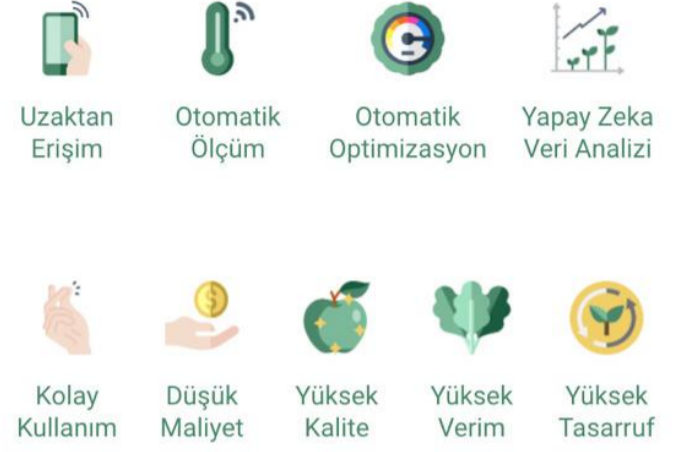 Uzaktan
Erişim
Otomatik
Ölçüm
Otomatik
Optimizasyon
Yapay Zeka
Veri Analizi
Kolay
Kullanım
Düşük
Maliyet
Yüksek
Kalite
Yüksek
Verim
Yüksek
Tasarruf